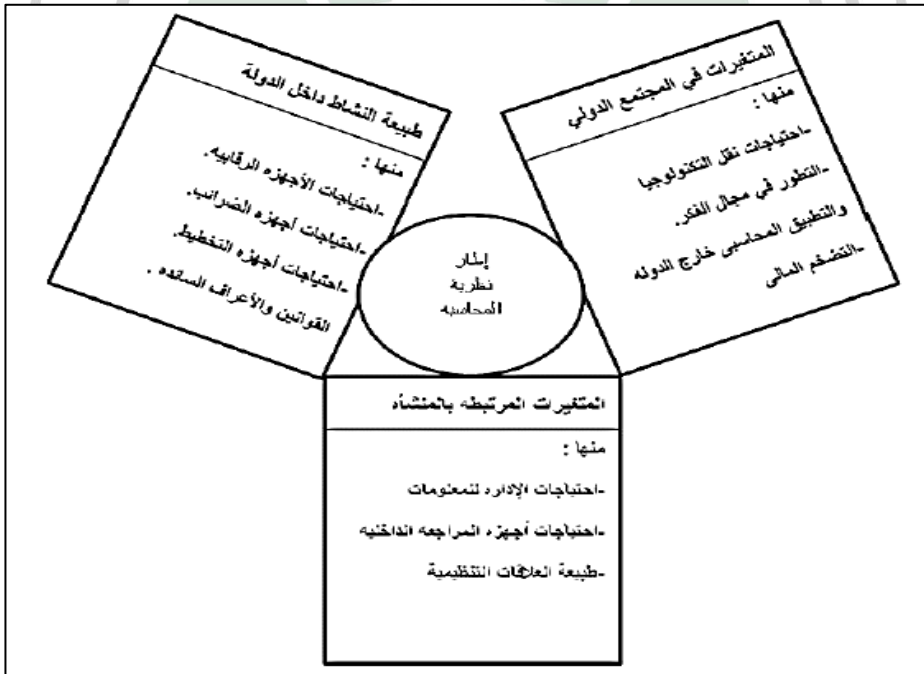 المتغيرات في المجتمع الدولي
منها :
-احتياجات نقل التكنولوجيا
-التطور في مجال الفكر.
والتطبيق المحاسبى خارج الدوله
-التضخم المالى
طبيعة النشاط داخل الدولة
منها :
-احتياجات الأجهزه الرقابيه.
-احتياجات أجهزه الضرائب.
-احتياجات أجهزه التخطيط.
القوانين والأعراف السائده .
إطار
نظرية
المحاسبه
المتغيرات المرتبطه بالمنشأه
منها :
-احتياجات الإداره للمعلومات
-احتياجات أجهزه المراجعه الداخليه
-طبيعة العلاقات التنظيمية